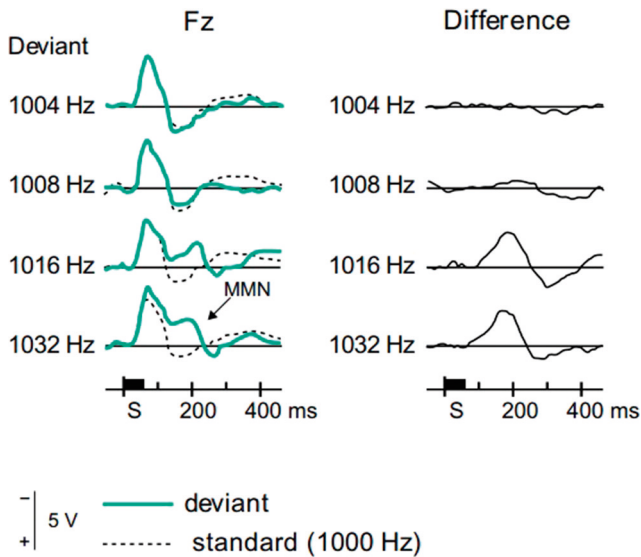 Fz Difference
Deviant
1004 Hz 1004 Hz
1008 Hz 1008 Hz
1016 Hz 1016 Hz
MMN
1032 Hz 1032 Hz
S 200 400 ms S 200 400 ms
− deviant
5 V
+ standard (1000 Hz)